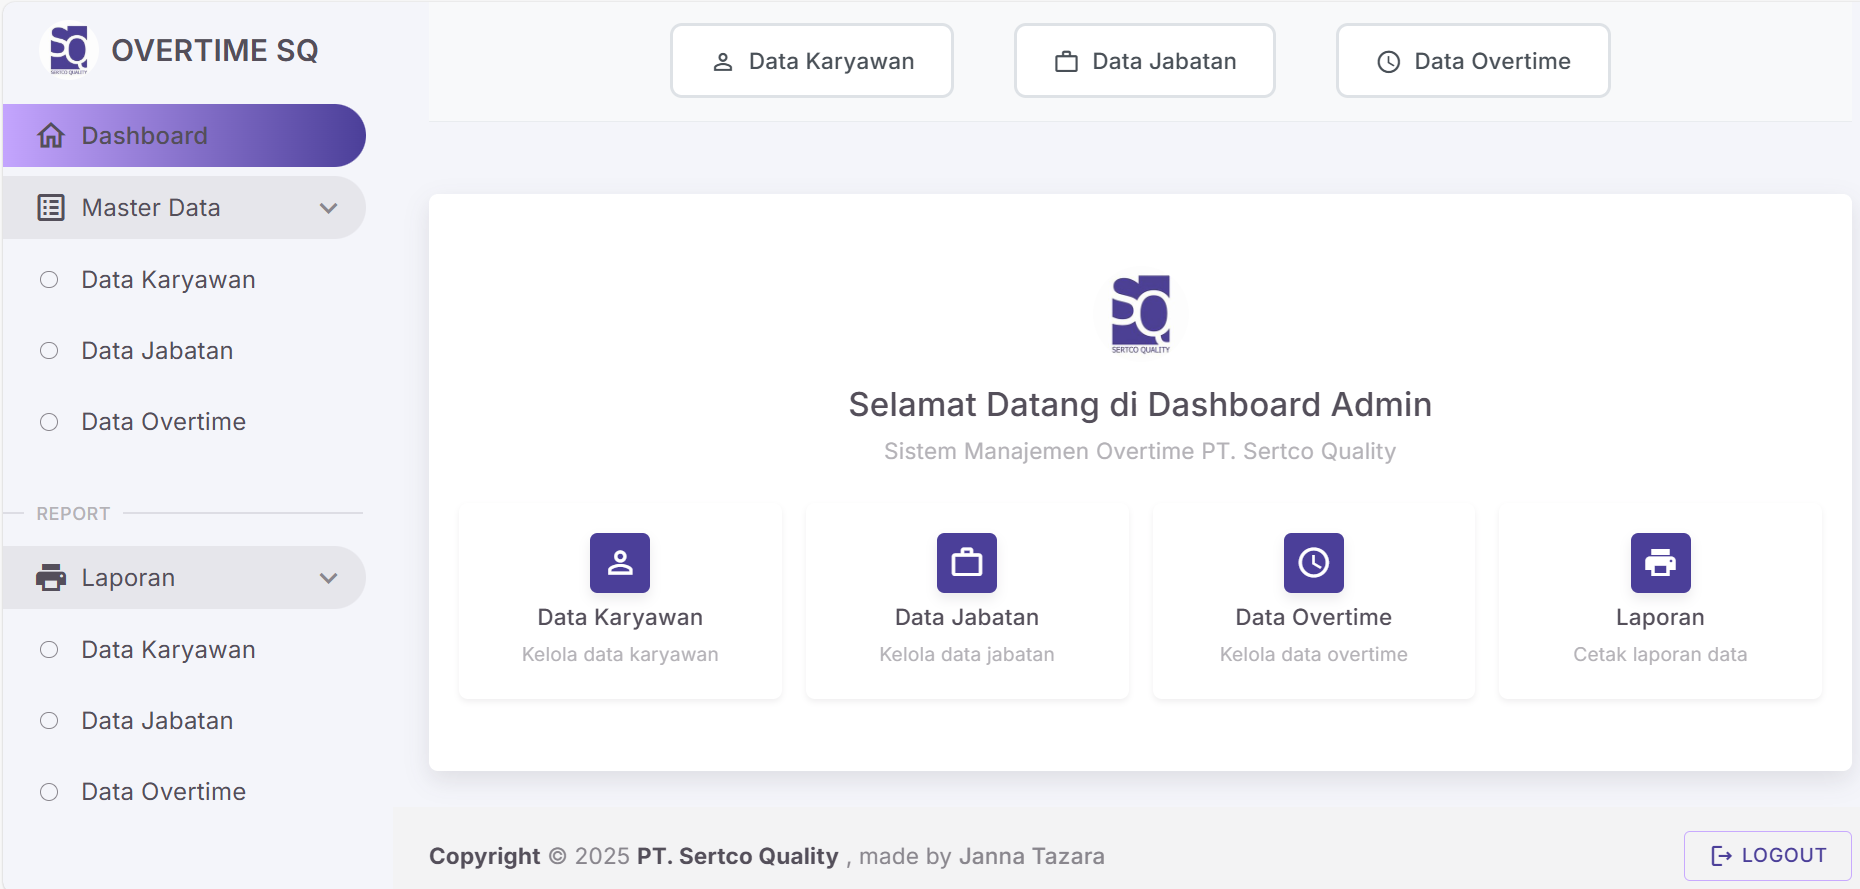 SQ
SERTCO QUALITY
OVERTIME SQ
Dashboard
Master Data
Data Karyawan
Data Jabatan
Data Overtime
REPORT
Laporan
Data Karyawan
Data Jabatan
Data Overtime
Data Karyawan
Data Jabatan
Data Overtime
SQ
SERTCO QUALITY
Selamat Datang di Dashboard Admin
Sistem Manajemen Overtime PT. Sertco Quality
Data Karyawan
Kelola data karyawan
Data Jabatan
Kelola data jabatan
Data Overtime
Kelola data overtime
Laporan
Cetak laporan data
Copyright © 2025 PT. Sertco Quality , made by Janna Tazara
LOGOUT